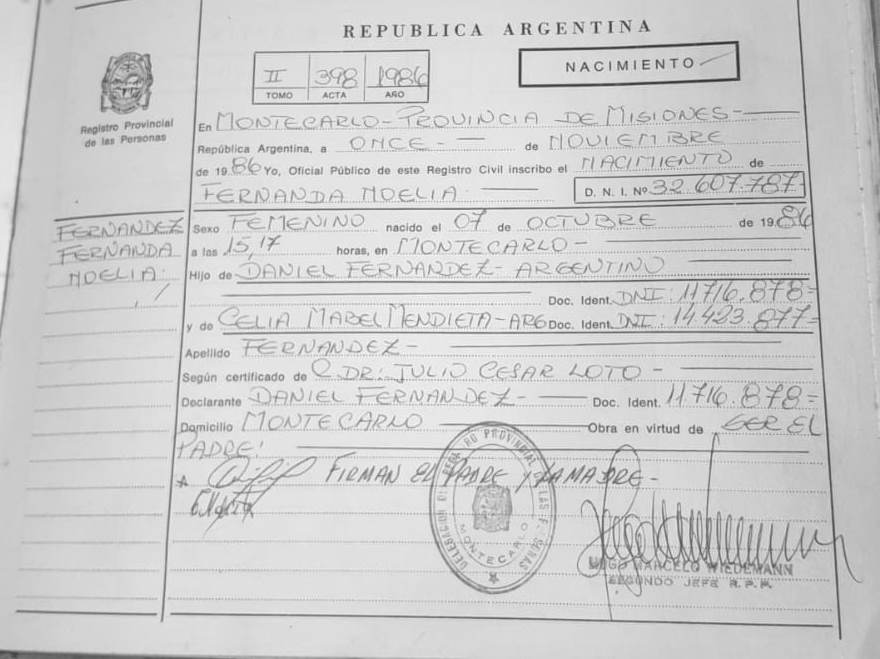 REPUBLICA ARGENTINA
II 398 1986
TOMO ACTA AÑO
NACIMIENTO
Registro Provincial
de las Personas
En MONTECARLO - PROVINCIA DE MISIONES -
República Argentina, a ONCE - de NOVIEMBRE
de 19 86 Yo, Oficial Público de este Registro Civil inscribo el NACIMIENTO de
FERNANDA NOELIA. D. N. I. Nº 32.607.787-
FERNANDEZ
FERNANDA
NOELIA.
Sexo FEMENINO nacido el 07 de OCTUBRE de 19 86
a las 15,17 horas, en MONTECARLO -
Hijo de DANIEL FERNANDEZ - ARGENTINO
Doc. Ident. DNI: 11.716.878=
y de CELIA MABEL MENDIETA - ARG Doc. Ident. DNI: 14.423.877=
Apellido FERNANDEZ -
Según certificado de DR: JULIO CESAR LOTO -
Declarante DANIEL FERNANDEZ - Doc. Ident. 11.716.878=
Domicilio MONTECARLO Obra en virtud de SER EL
PADRE.
FIRMAN EL PADRE Y LA MADRE -
MONTECARLO
HUGO MARCELO WIEDEMANN
SEGUNDO JEFE R. P. P.